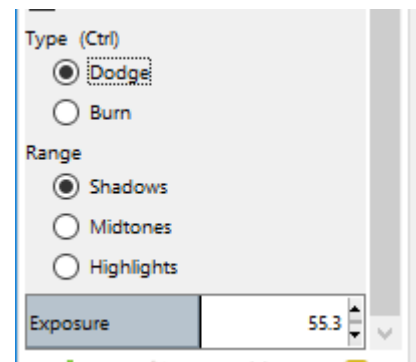 Type (Ctrl)
Dodge
Burn
Range
Shadows
Midtones
Highlights
Exposure 55.3